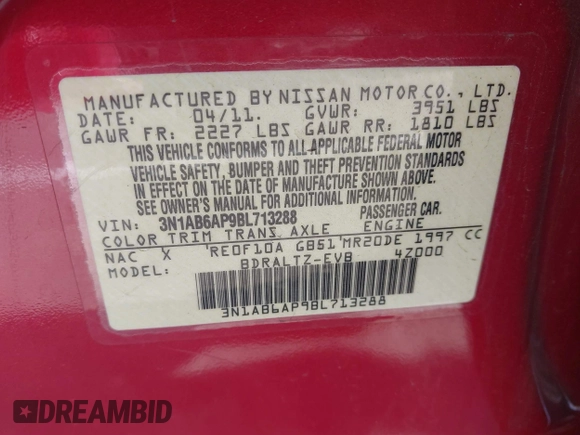 MANUFACTURED BY NISSAN MOTOR CO., LTD.
DATE: 04/11. GVWR: 3951 LBS
GAWR FR: 2227 LBS GAWR RR: 1810 LBS
THIS VEHICLE CONFORMS TO ALL APPLICABLE FEDERAL MOTOR
VEHICLE SAFETY, BUMPER AND THEFT PREVENTION STANDARDS
IN EFFECT ON THE DATE OF MANUFACTURE SHOWN ABOVE.
SEE OWNER'S MANUAL FOR ADDITIONAL INFORMATION.
VIN: 3N1AB6AP9BL713288 PASSENGER CAR.
COLOR TRIM TRANS. AXLE ENGINE
NAC X RE0F10A GB51 MR20DE 1997 CC
MODEL: BDRALTZ-EVB 4Z000
3N1AB6AP9BL713288
DREAMBID